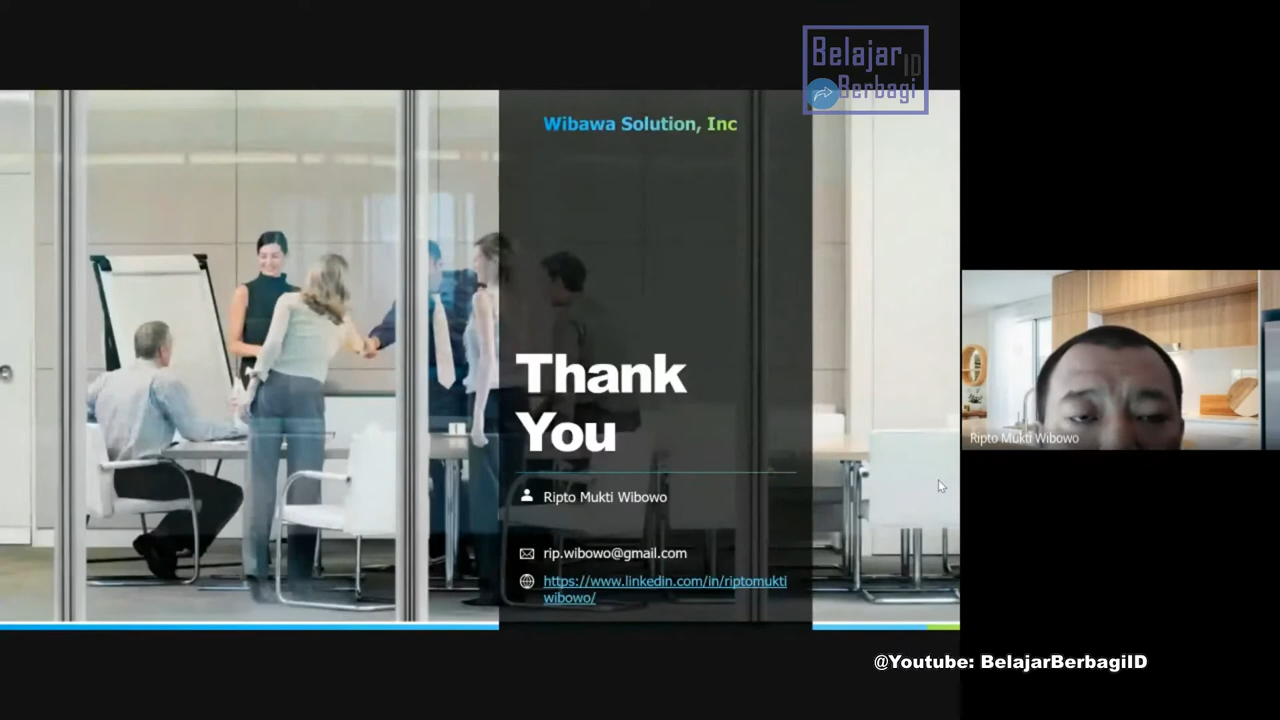 Belajar
ID
Berbagi
Wibawa Solution, Inc
Thank
You
Ripto Mukti Wibowo
rip.wibowo@gmail.com
https://www.linkedin.com/in/riptomukti
wibowo/
Ripto Mukti Wibowo
@Youtube: BelajarBerbagiID